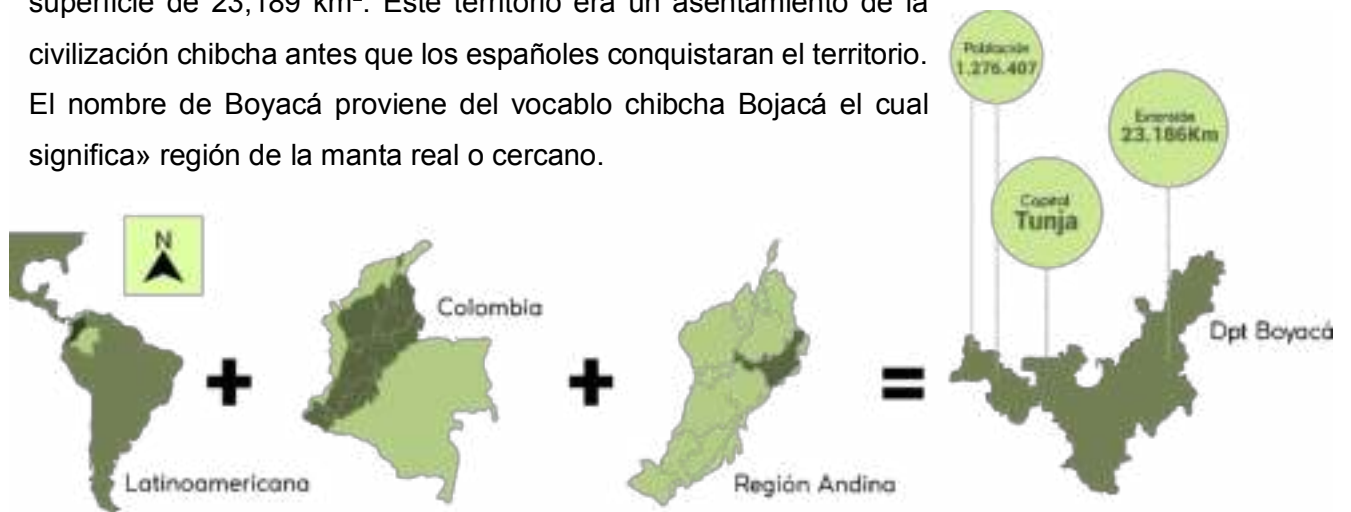 superficie de 23,189 km². Este territorio era un asentamiento de la
civilización chibcha antes que los españoles conquistaran el territorio.
El nombre de Boyacá proviene del vocablo chibcha Bojacá el cual
significa» región de la manta real o cercano.
Población
1.276.407
Extensión
23.186Km
Capital
Tunja
N
Colombia
Dpt Boyacá
Latinoamericana
Región Andina